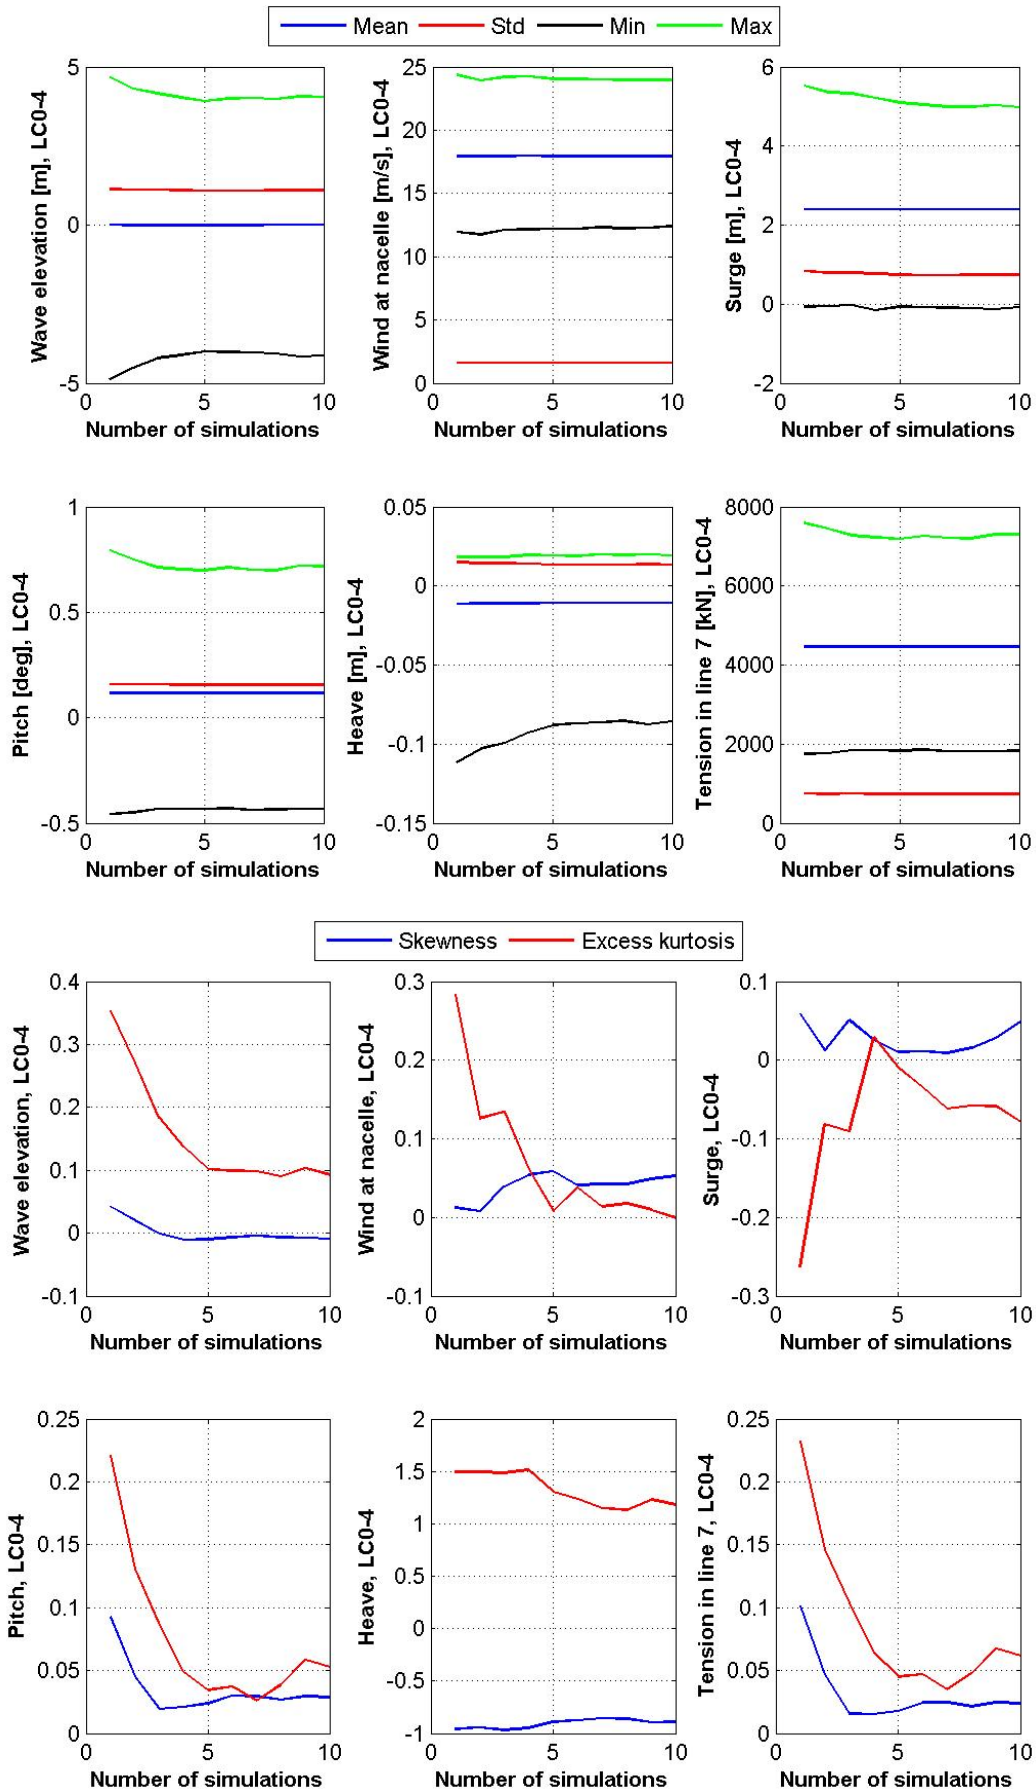 Mean Std Min Max
5
0
-5
0 5 10
Number of simulations
Wave elevation [m], LC0-4
25
20
15
10
5
0
0 5 10
Number of simulations
Wind at nacelle [m/s], LC0-4
6
4
2
0
-2
0 5 10
Number of simulations
Surge [m], LC0-4
1
0.5
0
-0.5
0 5 10
Number of simulations
Pitch [deg], LC0-4
0.05
0
-0.05
-0.1
-0.15
0 5 10
Number of simulations
Heave [m], LC0-4
8000
6000
4000
2000
0
0 5 10
Number of simulations
Tension in line 7 [kN], LC0-4
Skewness Excess kurtosis
0.4
0.3
0.2
0.1
0
-0.1
0 5 10
Number of simulations
Wave elevation, LC0-4
0.3
0.2
0.1
0
-0.1
0 5 10
Number of simulations
Wind at nacelle, LC0-4
0.1
0
-0.1
-0.2
-0.3
0 5 10
Number of simulations
Surge, LC0-4
0.25
0.2
0.15
0.1
0.05
0
0 5 10
Number of simulations
Pitch, LC0-4
2
1.5
1
0.5
0
-0.5
-1
0 5 10
Number of simulations
Heave, LC0-4
0.25
0.2
0.15
0.1
0.05
0
0 5 10
Number of simulations
Tension in line 7, LC0-4